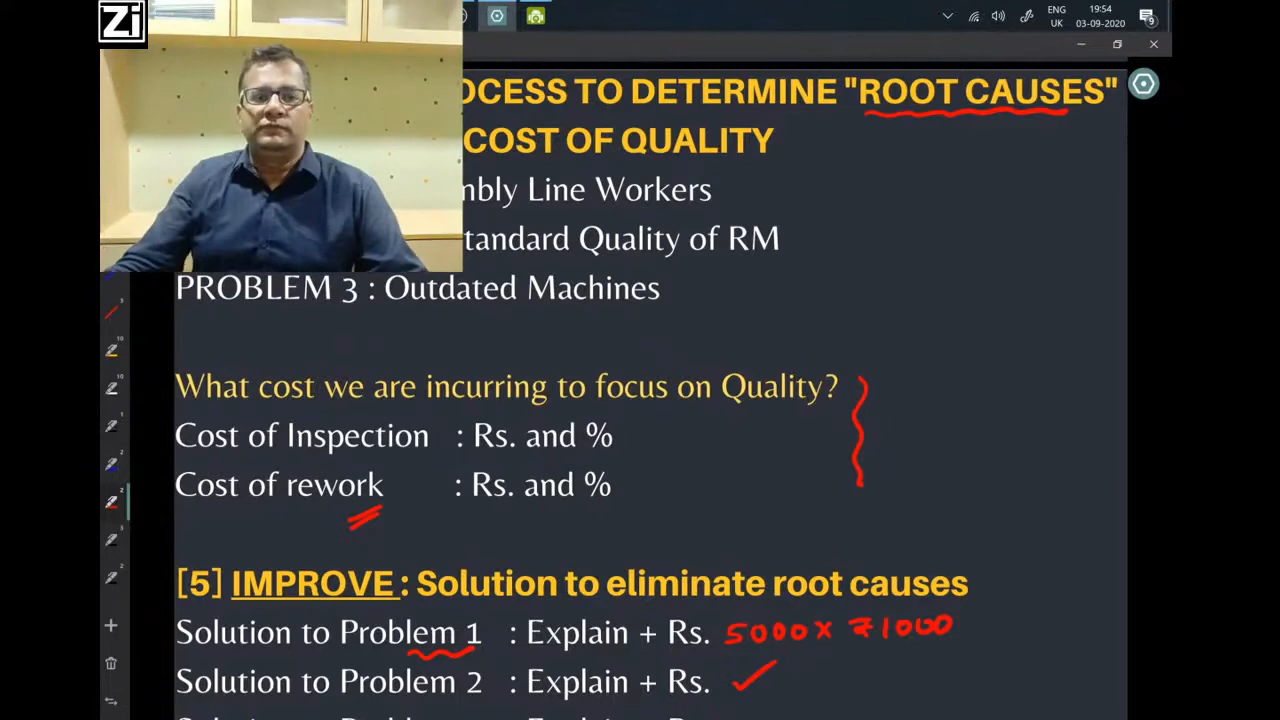 Zi
ENG
19:54
UK
03-09-2020
9
TO DETERMINE "ROOT CAUSES"
COST OF QUALITY
Line Workers
Quality of RM
PROBLEM 3 : Outdated Machines
What cost we are incurring to focus on Quality?
Cost of Inspection : Rs. and %
Cost of rework : Rs. and %
[5] IMPROVE : Solution to eliminate root causes
Solution to Problem 1 : Explain + Rs. 5000 x ₹1000
Solution to Problem 2 : Explain + Rs.